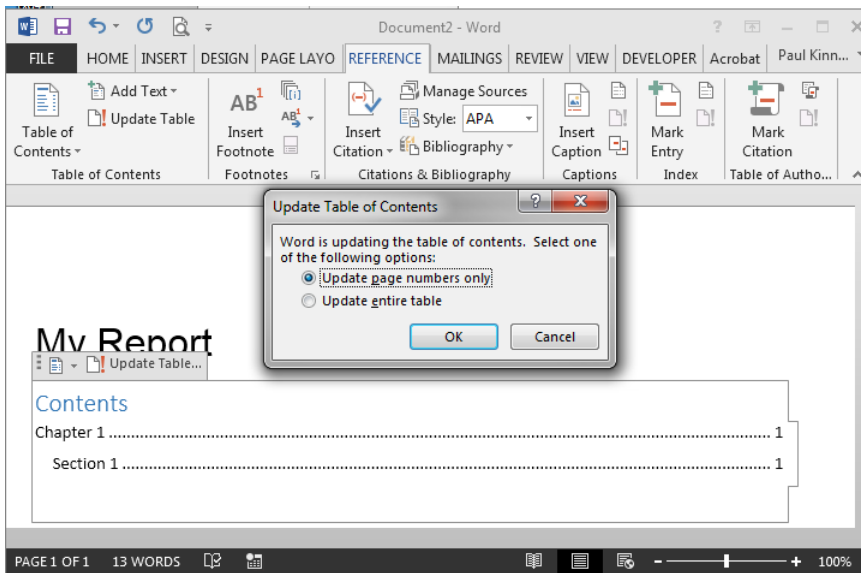 Document2 - Word
?
FILE HOME INSERT DESIGN PAGE LAYO REFERENCE MAILINGS REVIEW VIEW DEVELOPER Acrobat Paul Kinn...
Table of
Contents
Add Text
Update Table
Table of Contents
AB¹
Insert
Footnote
AB¹
Footnotes
Insert
Citation
Manage Sources
Style: APA
Bibliography
Citations & Bibliography
Insert
Caption
Captions
Mark
Entry
Index
Mark
Citation
Table of Autho...
Update Table of Contents
?
Word is updating the table of contents. Select one
of the following options:
Update page numbers only
Update entire table
OK Cancel
My Report
Update Table...
Contents
Chapter 1 ........................................................ 1
Section 1 ........................................................ 1
PAGE 1 OF 1 13 WORDS 100%